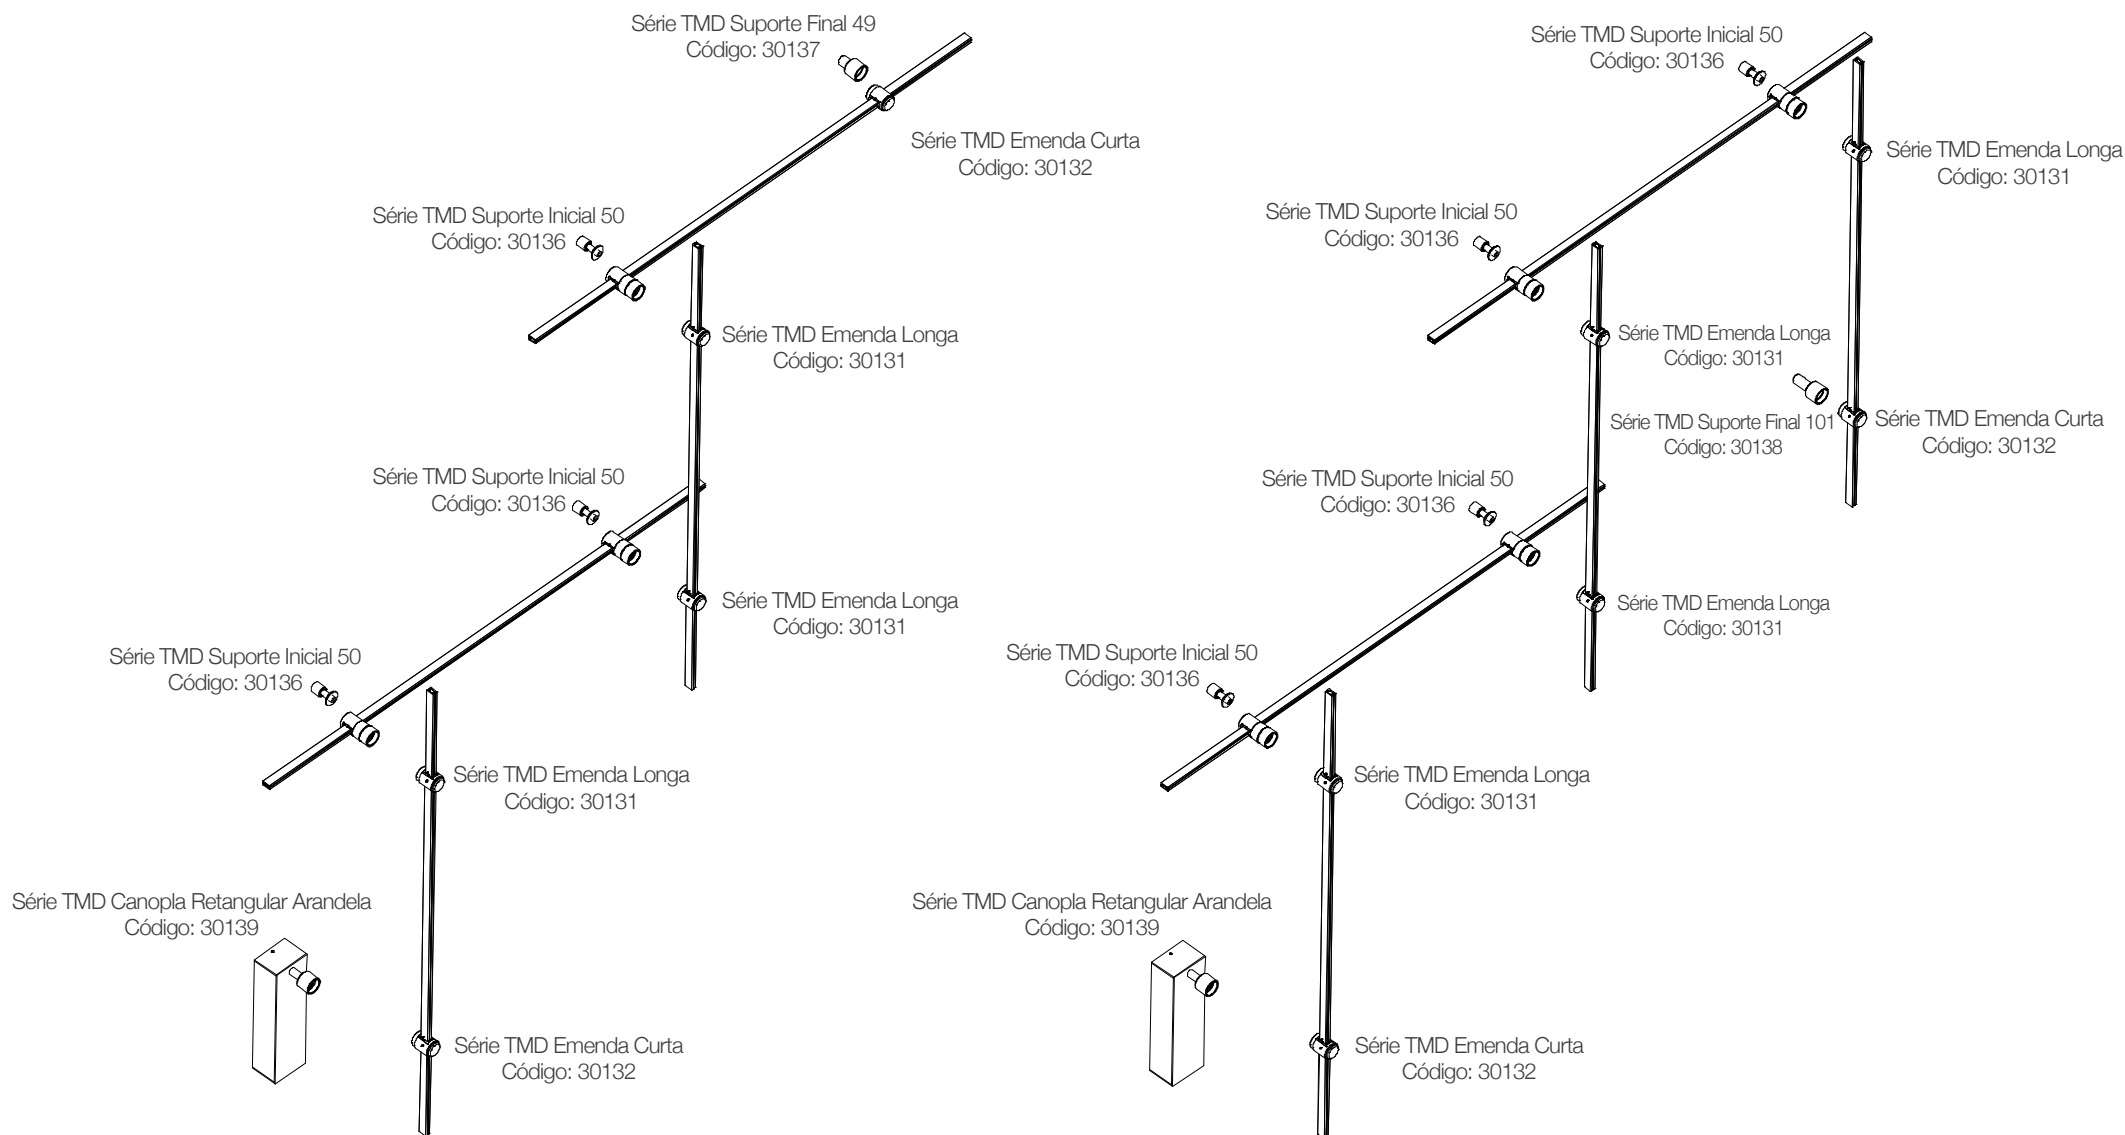 Série TMD Suporte Final 49
Código: 30137
Série TMD Emenda Curta
Código: 30132
Série TMD Suporte Inicial 50
Código: 30136
Série TMD Emenda Longa
Código: 30131
Série TMD Suporte Inicial 50
Código: 30136
Série TMD Emenda Longa
Código: 30131
Série TMD Suporte Inicial 50
Código: 30136
Série TMD Emenda Longa
Código: 30131
Série TMD Canopla Retangular Arandela
Código: 30139
Série TMD Emenda Curta
Código: 30132
Série TMD Suporte Inicial 50
Código: 30136
Série TMD Emenda Longa
Código: 30131
Série TMD Suporte Inicial 50
Código: 30136
Série TMD Emenda Longa
Código: 30131
Série TMD Suporte Final 101
Código: 30138
Série TMD Emenda Curta
Código: 30132
Série TMD Suporte Inicial 50
Código: 30136
Série TMD Emenda Longa
Código: 30131
Série TMD Suporte Inicial 50
Código: 30136
Série TMD Emenda Longa
Código: 30131
Série TMD Canopla Retangular Arandela
Código: 30139
Série TMD Emenda Curta
Código: 30132